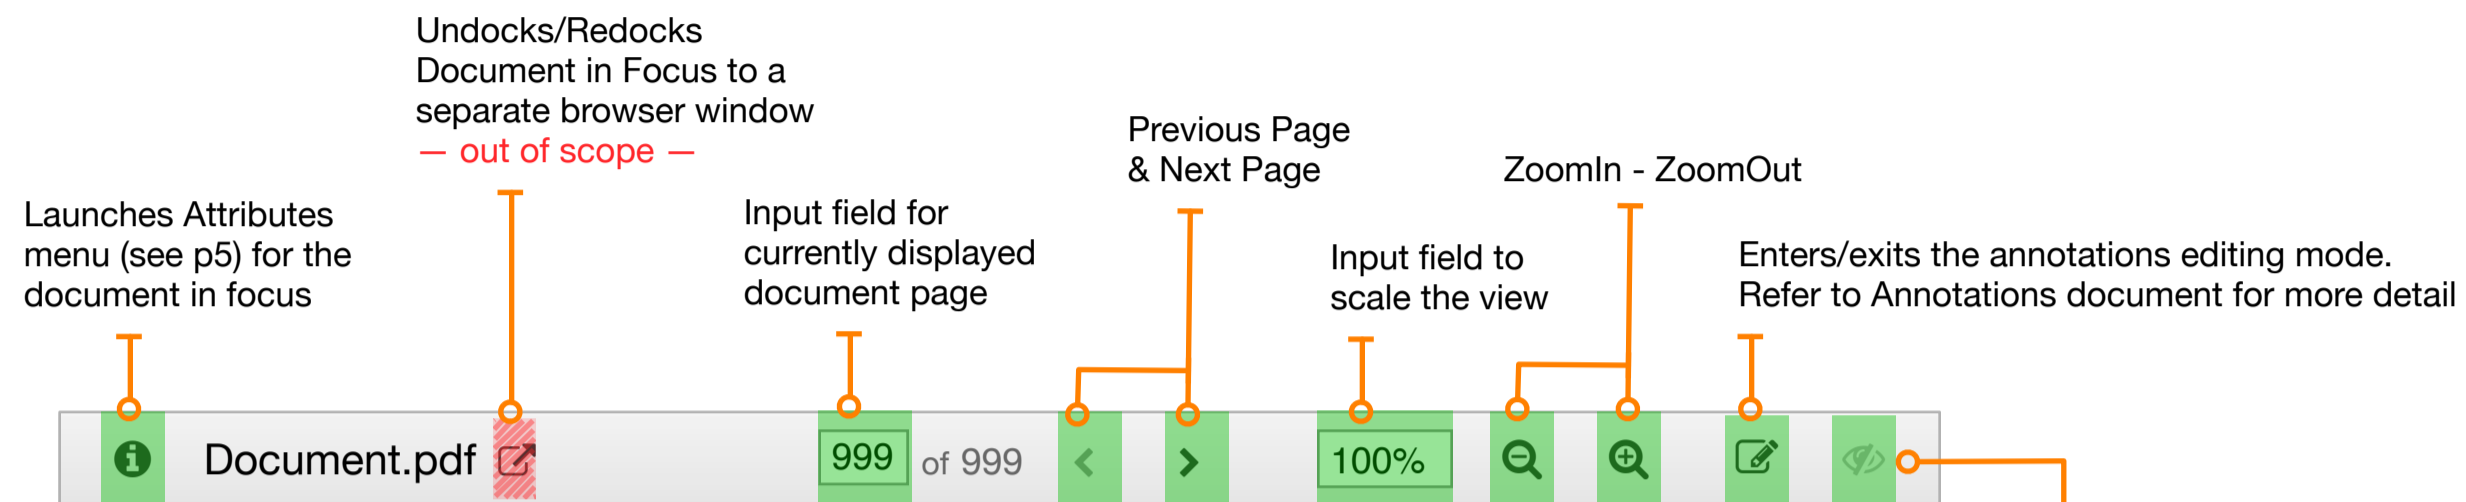 Undocks/Redocks
Document in Focus to a
separate browser window
— out of scope —
Launches Attributes
menu (see p5) for the
document in focus
Input field for
currently displayed
document page
Previous Page
& Next Page
Input field to
scale the view
ZoomIn - ZoomOut
Enters/exits the annotations editing mode.
Refer to Annotations document for more detail
Document.pdf 999 of 999 100%